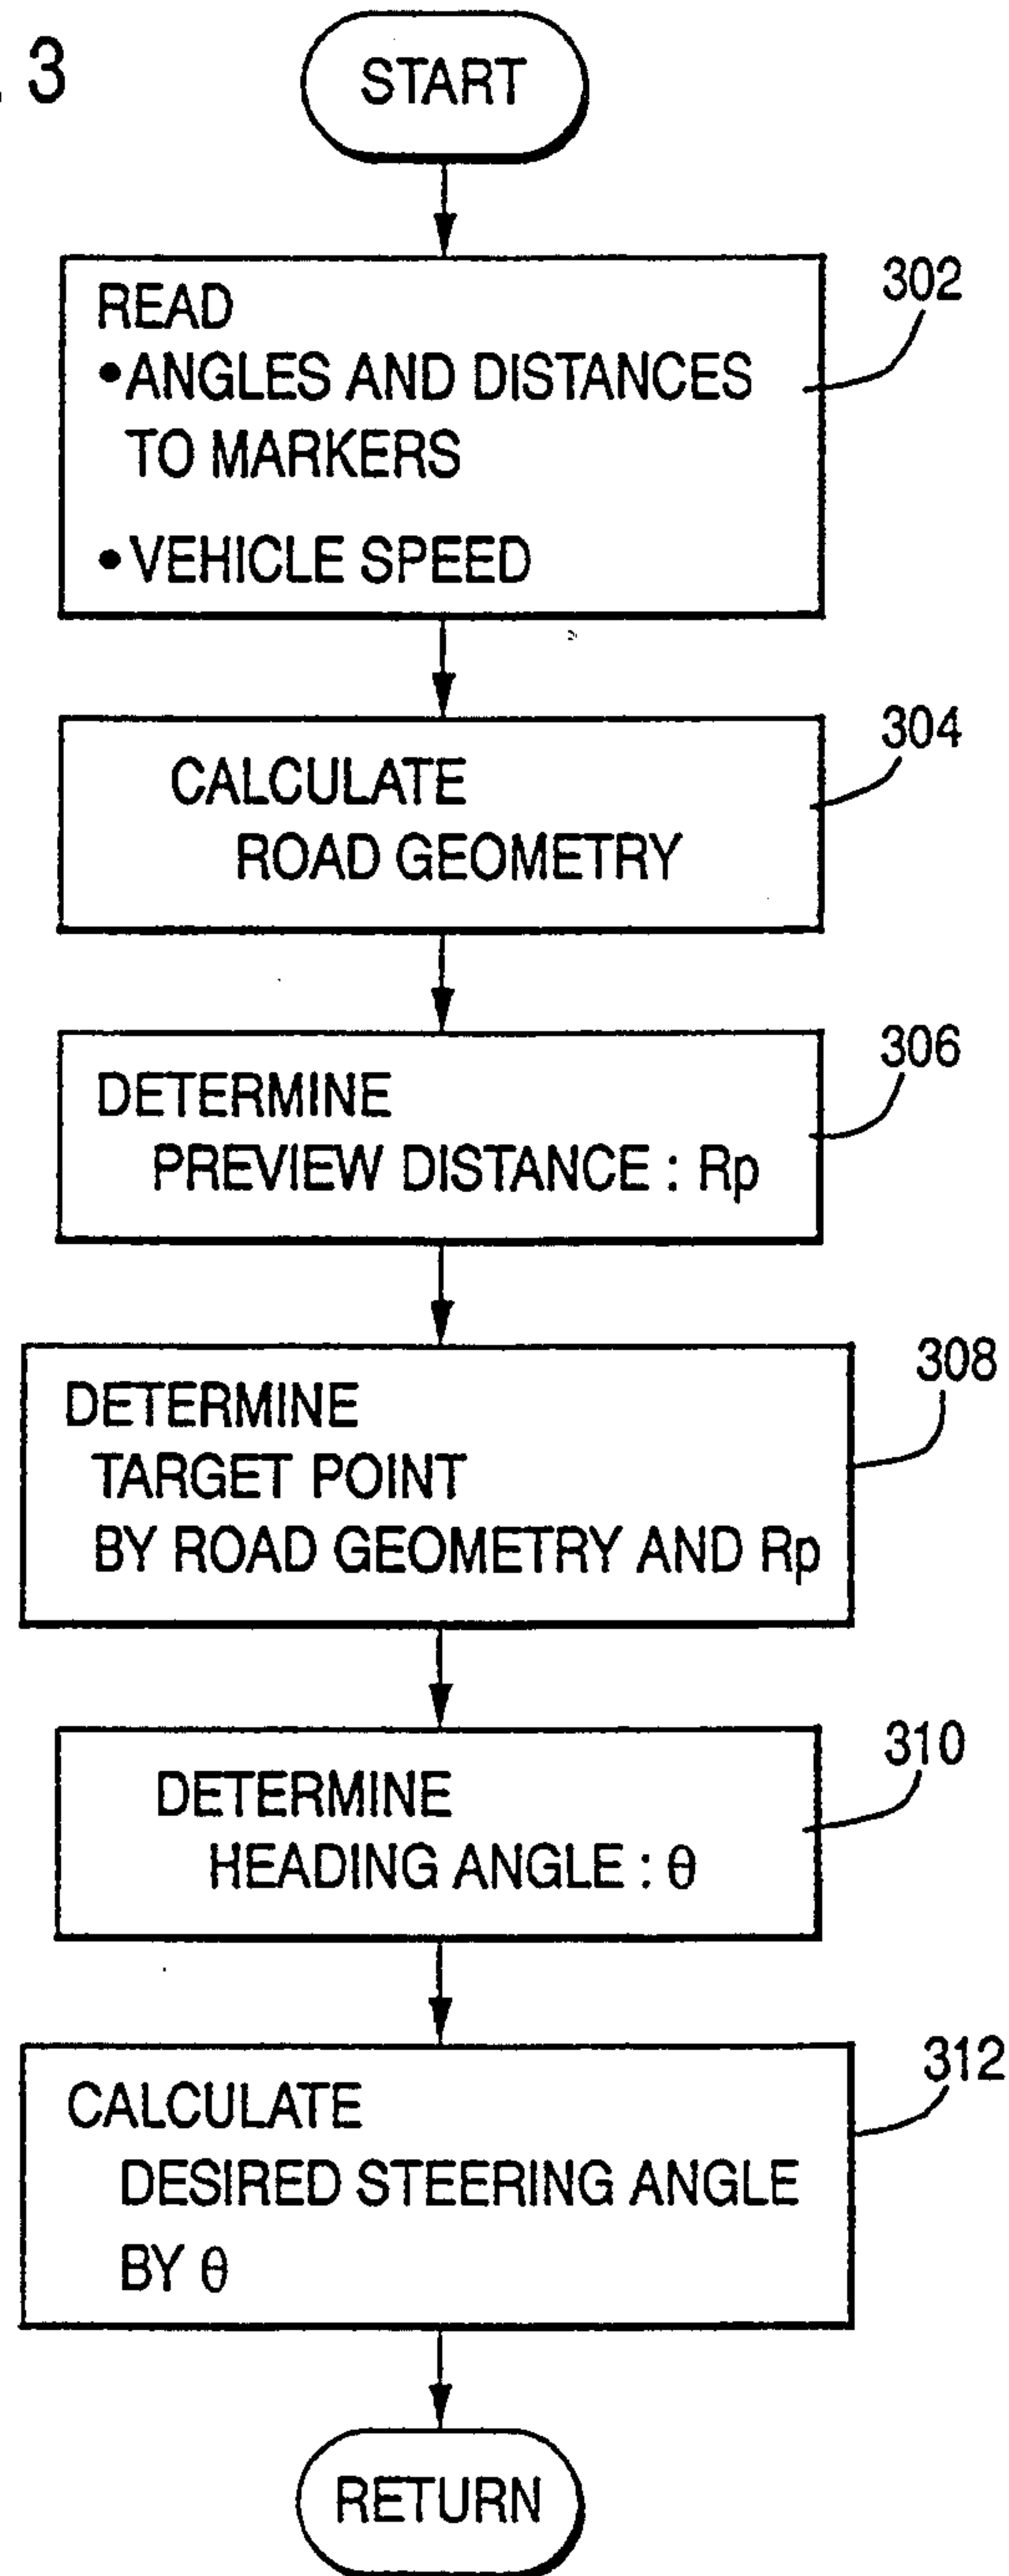 . 3
START
302
READ
•ANGLES AND DISTANCES
TO MARKERS
•VEHICLE SPEED
304
CALCULATE
ROAD GEOMETRY
306
DETERMINE
PREVIEW DISTANCE : Rp
308
DETERMINE
TARGET POINT
BY ROAD GEOMETRY AND Rp
310
DETERMINE
HEADING ANGLE : θ
312
CALCULATE
DESIRED STEERING ANGLE
BY θ
RETURN